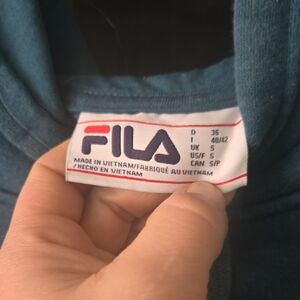 FILA
D 36
I 40/42
UK S
US/F S
CAN S/P
MADE IN VIETNAM/FABRIQUÉ AU VIETNAM
/HECHO EN VIETNAM